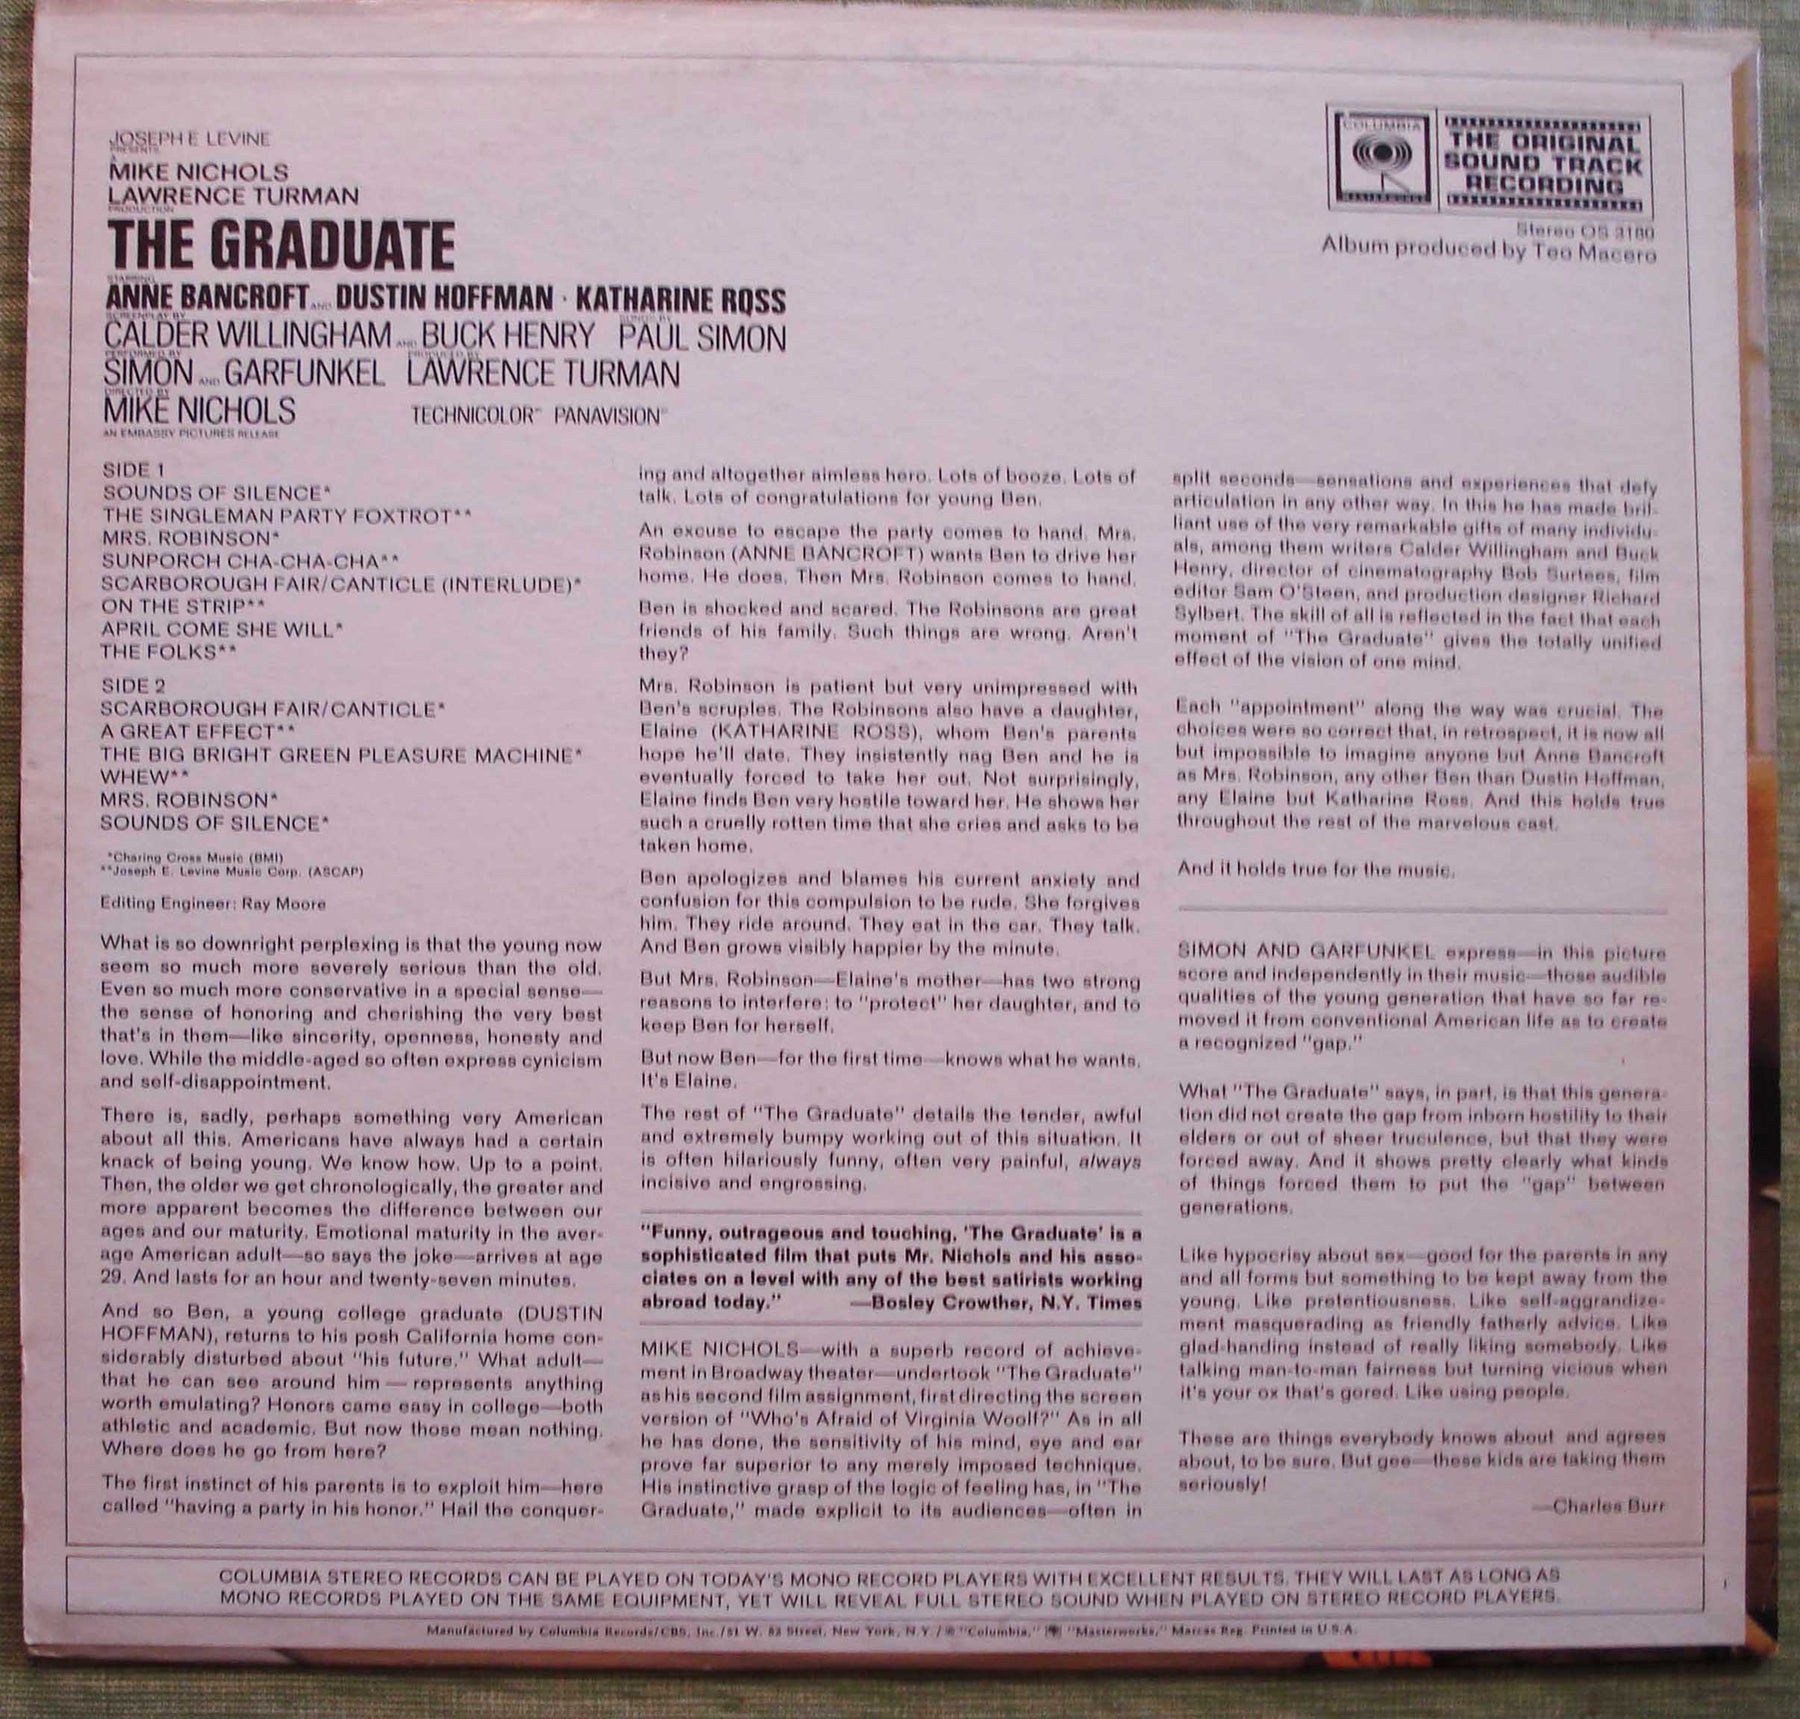 JOSEPH E LEVINE
PRESENTS
A
MIKE NICHOLS
LAWRENCE TURMAN
PRODUCTION
THE GRADUATE
STARRING
ANNE BANCROFT AND DUSTIN HOFFMAN · KATHARINE ROSS
SCREENPLAY BY SONGS BY
CALDER WILLINGHAM AND BUCK HENRY PAUL SIMON
PERFORMED BY PRODUCED BY
SIMON AND GARFUNKEL LAWRENCE TURMAN
DIRECTED BY
MIKE NICHOLS TECHNICOLOR® PANAVISION®
AN EMBASSY PICTURES RELEASE
COLUMBIA
MASTERWORKS
THE ORIGINAL
SOUND TRACK
RECORDING
Stereo OS 3180
Album produced by Teo Macero
SIDE 1
SOUNDS OF SILENCE*
THE SINGLEMAN PARTY FOXTROT**
MRS. ROBINSON*
SUNPORCH CHA-CHA-CHA**
SCARBOROUGH FAIR/CANTICLE (INTERLUDE)*
ON THE STRIP**
APRIL COME SHE WILL*
THE FOLKS**
SIDE 2
SCARBOROUGH FAIR/CANTICLE*
A GREAT EFFECT**
THE BIG BRIGHT GREEN PLEASURE MACHINE*
WHEW**
MRS. ROBINSON*
SOUNDS OF SILENCE*
*Charing Cross Music (BMI)
**Joseph E. Levine Music Corp. (ASCAP)
Editing Engineer: Ray Moore
What is so downright perplexing is that the young now
seem so much more severely serious than the old.
Even so much more conservative in a special sense—
the sense of honoring and cherishing the very best
that's in them—like sincerity, openness, honesty and
love. While the middle-aged so often express cynicism
and self-disappointment.
There is, sadly, perhaps something very American
about all this. Americans have always had a certain
knack of being young. We know how. Up to a point.
Then, the older we get chronologically, the greater and
more apparent becomes the difference between our
ages and our maturity. Emotional maturity in the aver-
age American adult—so says the joke—arrives at age
29. And lasts for an hour and twenty-seven minutes.
And so Ben, a young college graduate (DUSTIN
HOFFMAN), returns to his posh California home con-
siderably disturbed about "his future." What adult—
that he can see around him—represents anything
worth emulating? Honors came easy in college—both
athletic and academic. But now those mean nothing.
Where does he go from here?
The first instinct of his parents is to exploit him—here
called "having a party in his honor." Hail the conquer-
ing and altogether aimless hero. Lots of booze. Lots of
talk. Lots of congratulations for young Ben.
An excuse to escape the party comes to hand. Mrs.
Robinson (ANNE BANCROFT) wants Ben to drive her
home. He does. Then Mrs. Robinson comes to hand.
Ben is shocked and scared. The Robinsons are great
friends of his family. Such things are wrong. Aren't
they?
Mrs. Robinson is patient but very unimpressed with
Ben's scruples. The Robinsons also have a daughter,
Elaine (KATHARINE ROSS), whom Ben's parents
hope he'll date. They insistently nag Ben and he is
eventually forced to take her out. Not surprisingly,
Elaine finds Ben very hostile toward her. He shows her
such a cruelly rotten time that she cries and asks to be
taken home.
Ben apologizes and blames his current anxiety and
confusion for this compulsion to be rude. She forgives
him. They ride around. They eat in the car. They talk.
And Ben grows visibly happier by the minute.
But Mrs. Robinson—Elaine's mother—has two strong
reasons to interfere: to "protect" her daughter, and to
keep Ben for herself.
But now Ben—for the first time—knows what he wants.
It's Elaine.
The rest of "The Graduate" details the tender, awful
and extremely bumpy working out of this situation. It
is often hilariously funny, often very painful, always
incisive and engrossing.
"Funny, outrageous and touching, 'The Graduate' is a
sophisticated film that puts Mr. Nichols and his asso-
ciates on a level with any of the best satirists working
abroad today." —Bosley Crowther, N.Y. Times
MIKE NICHOLS—with a superb record of achieve-
ment in Broadway theater—undertook "The Graduate"
as his second film assignment, first directing the screen
version of "Who's Afraid of Virginia Woolf?" As in all
he has done, the sensitivity of his mind, eye and ear
prove far superior to any merely imposed technique.
His instinctive grasp of the logic of feeling has, in "The
Graduate," made explicit to its audiences—often in
split seconds—sensations and experiences that defy
articulation in any other way. In this he has made bril-
liant use of the very remarkable gifts of many individu-
als, among them writers Calder Willingham and Buck
Henry, director of cinematography Bob Surtees, film
editor Sam O'Steen, and production designer Richard
Sylbert. The skill of all is reflected in the fact that each
moment of "The Graduate" gives the totally unified
effect of the vision of one mind.
Each "appointment" along the way was crucial. The
choices were so correct that, in retrospect, it is now all
but impossible to imagine anyone but Anne Bancroft
as Mrs. Robinson, any other Ben than Dustin Hoffman,
any Elaine but Katharine Ross. And this holds true
throughout the rest of the marvelous cast.
And it holds true for the music.
SIMON AND GARFUNKEL express—in this picture
score and independently in their music—those audible
qualities of the young generation that have so far re-
moved it from conventional American life as to create
a recognized "gap."
What "The Graduate" says, in part, is that this genera-
tion did not create the gap from inborn hostility to their
elders or out of sheer truculence, but that they were
forced away. And it shows pretty clearly what kinds
of things forced them to put the "gap" between
generations.
Like hypocrisy about sex—good for the parents in any
and all forms but something to be kept away from the
young. Like pretentiousness. Like self-aggrandize-
ment masquerading as friendly fatherly advice. Like
glad-handing instead of really liking somebody. Like
talking man-to-man fairness but turning vicious when
it's your ox that's gored. Like using people.
These are things everybody knows about and agrees
about, to be sure. But gee—these kids are taking them
seriously!
—Charles Burr
COLUMBIA STEREO RECORDS CAN BE PLAYED ON TODAY'S MONO RECORD PLAYERS WITH EXCELLENT RESULTS. THEY WILL LAST AS LONG AS
MONO RECORDS PLAYED ON THE SAME EQUIPMENT, YET WILL REVEAL FULL STEREO SOUND WHEN PLAYED ON STEREO RECORD PLAYERS.
Manufactured by Columbia Records/CBS, Inc./51 W. 52 Street, New York, N.Y./® "Columbia," "Masterworks," Marcas Reg. Printed in U.S.A.